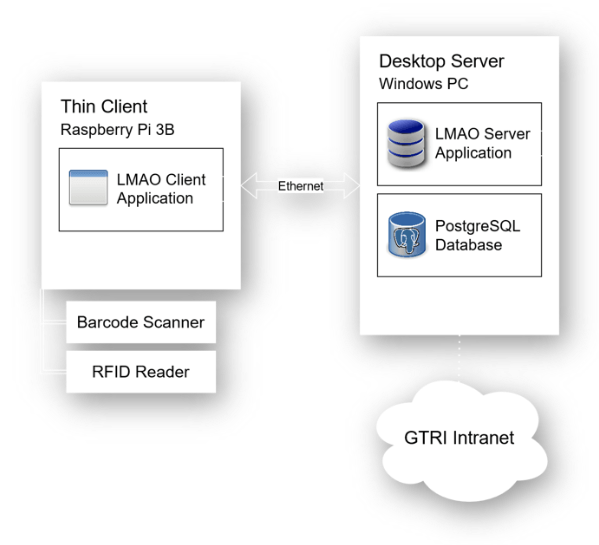 Thin Client
Raspberry Pi 3B
LMAO Client
Application
Barcode Scanner
RFID Reader
Ethernet
Desktop Server
Windows PC
LMAO Server
Application
PostgreSQL
Database
GTRI Intranet